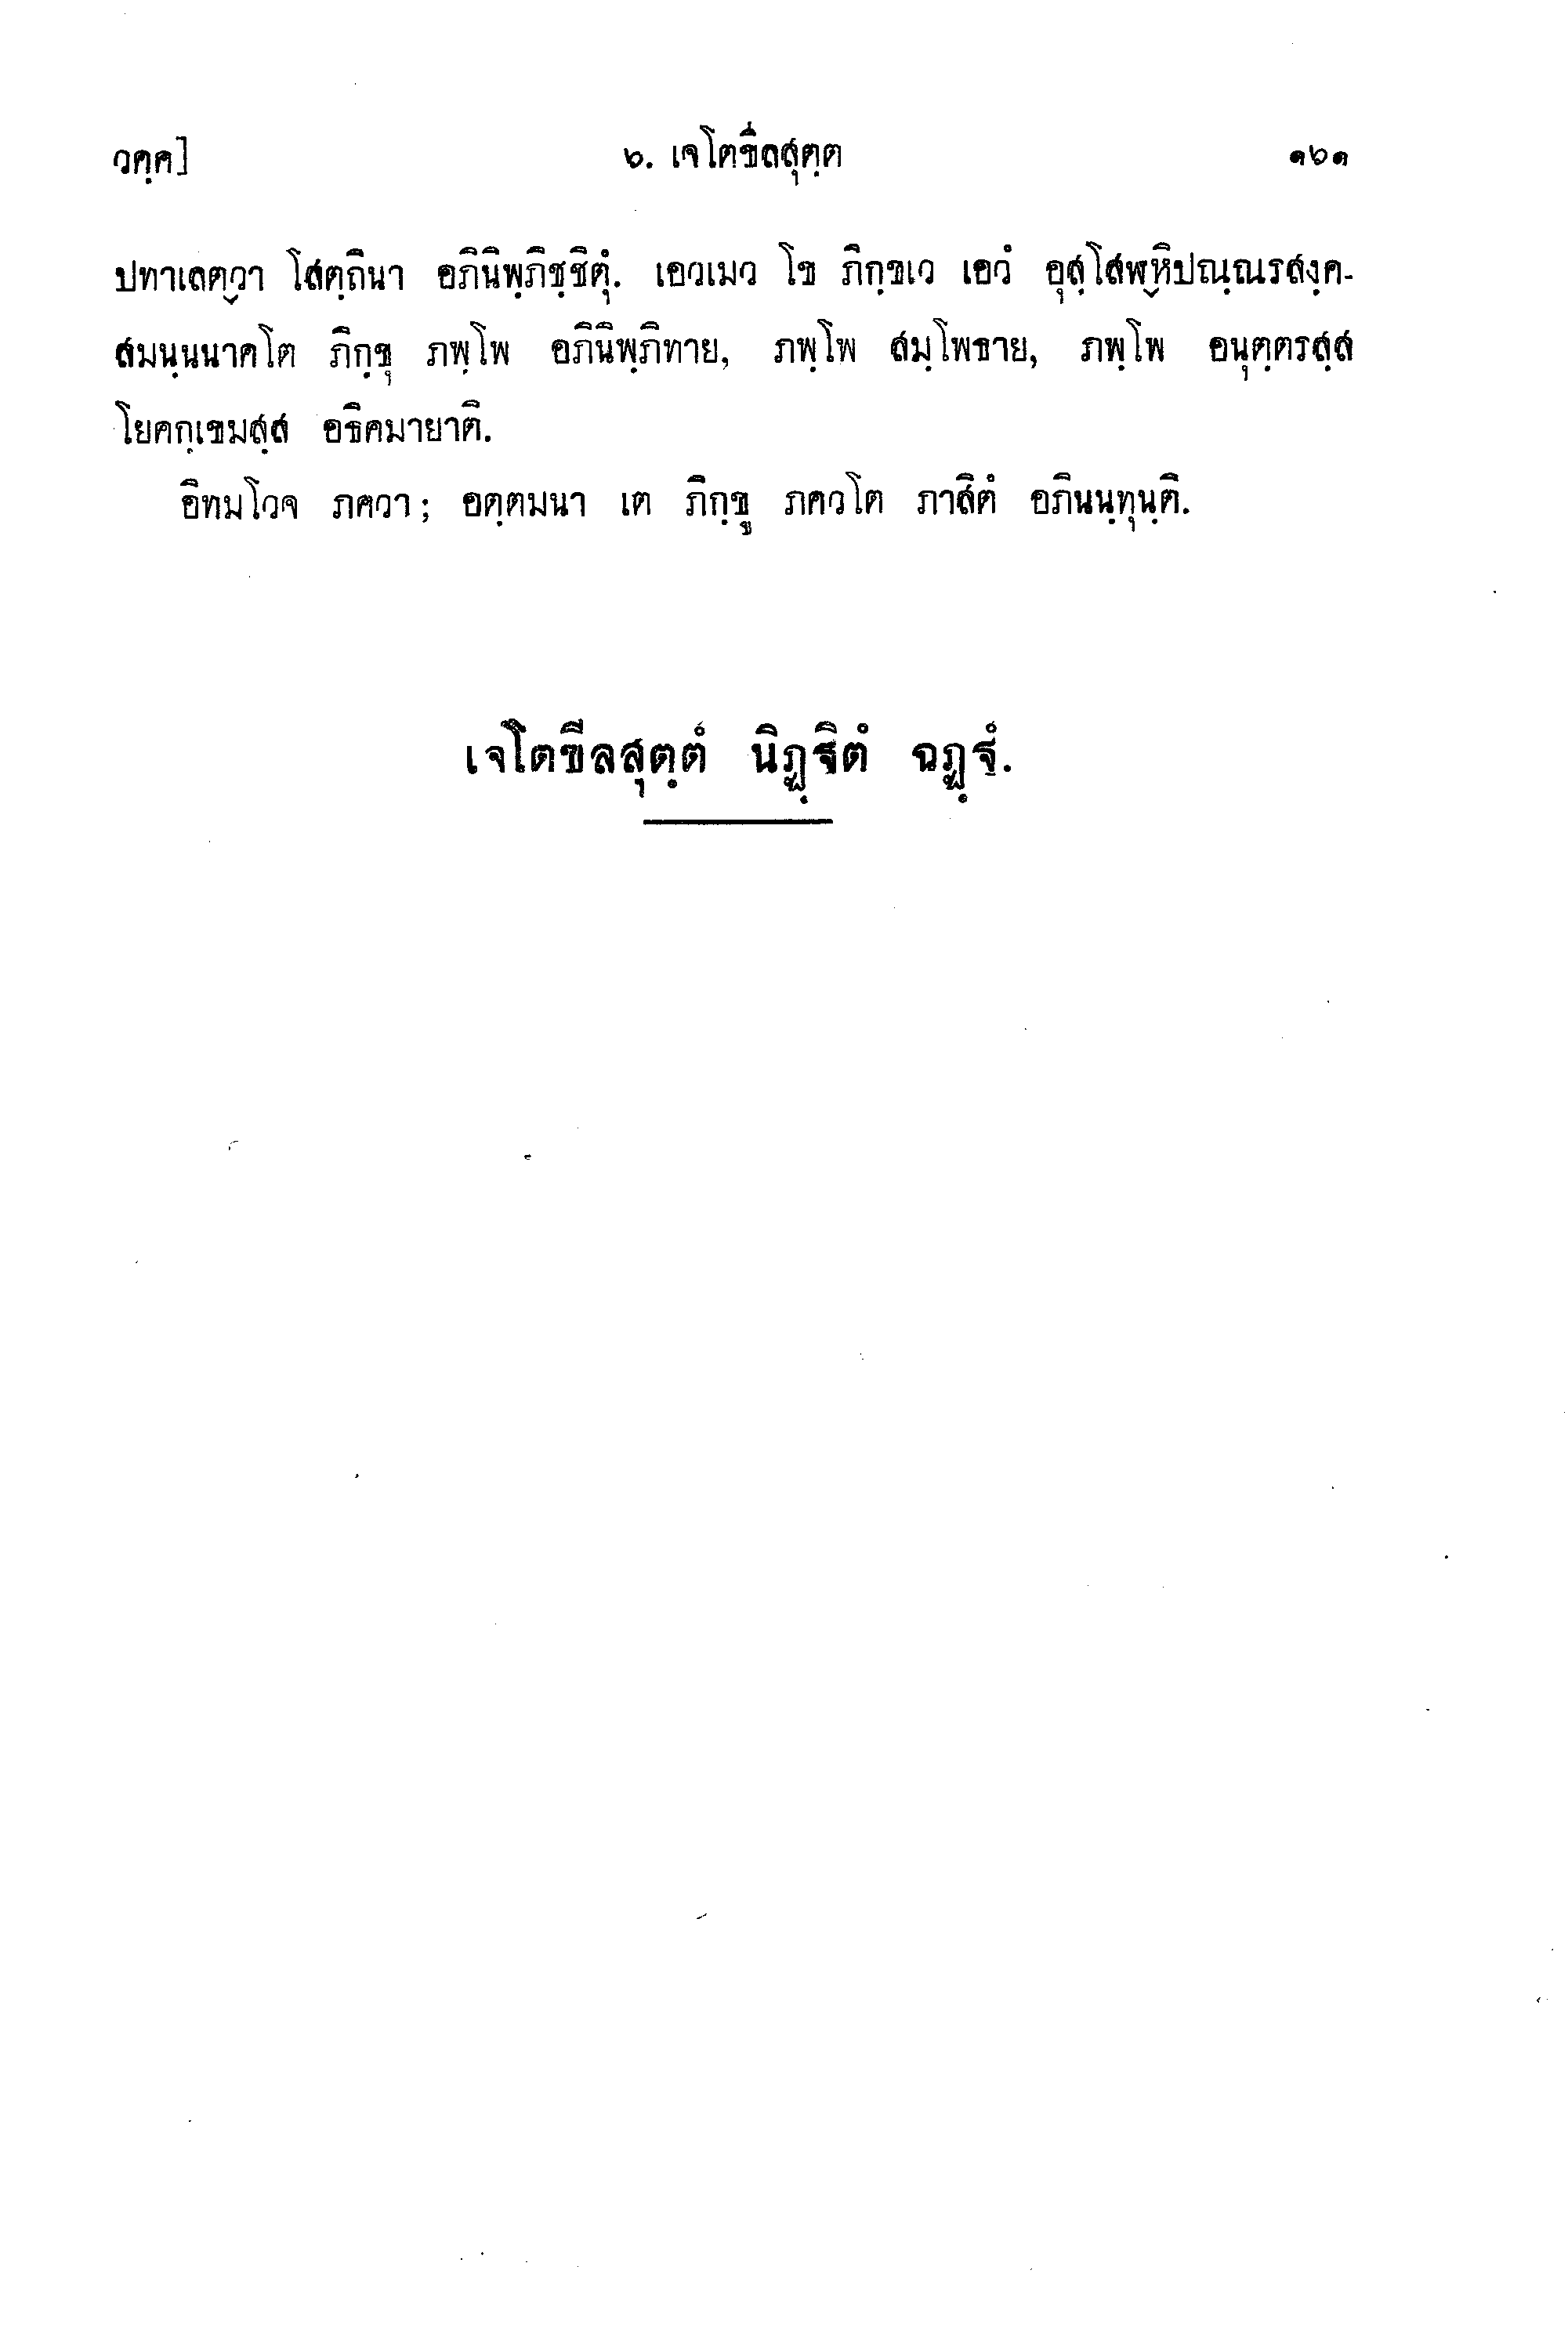 วคฺค]
๖. เจโตขีลสุตฺต
๑๖๑
ปทาเลตฺวา โสตฺถินา อภินิพฺภิชฺชิตุํ. เอวเมว โข ภิกฺขเว เอวํ อุสฺโสฬฺหิปณฺณรสงฺค-
สมนฺนนาคโต ภิกฺขุ ภพฺโพ อภินิพฺภิทาย, ภพฺโพ สมฺโพธาย, ภพฺโพ อนุตฺตรสฺส
โยคกฺเขมสฺส อธิคมายาติ.
อิทมโวจ ภควา; อตฺตมนา เต ภิกฺขู ภควโต ภาสิตํ อภินนฺทุนฺติ.
เจโตขีลสุตฺตํ นิฏฺฐิตํ ฉฏฺฐํ.